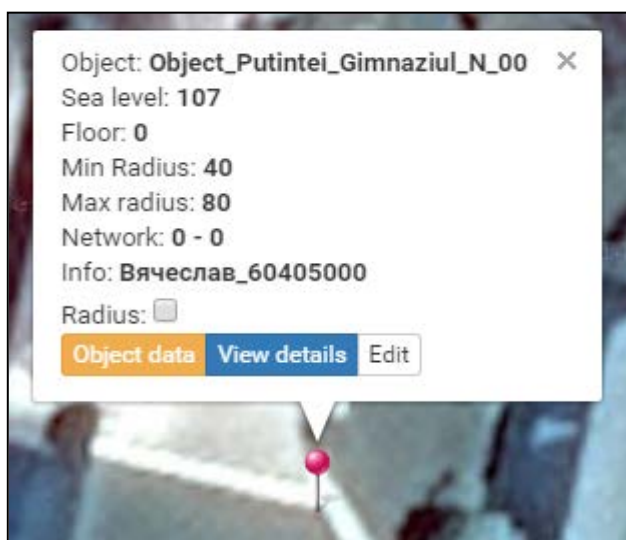 Object: Object_Putintei_Gimnaziul_N_00 ×
Sea level: 107
Floor: 0
Min Radius: 40
Max radius: 80
Network: 0 - 0
Info: Вячеслав_60405000
Radius:
Object data View details Edit